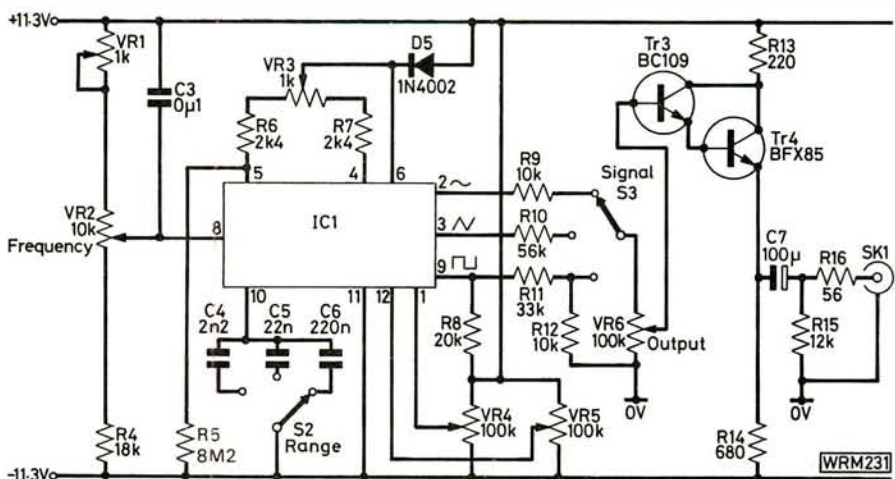 +11.3V
VR1
1k
C3
0µ1
VR3
1k
D5
1N4002
Tr3
BC109
R13
220
R6
2k4
R7
2k4
Tr4
BFX85
5
4
6
2
R9
10k
Signal
S3
VR2
10k
Frequency
8
IC1
3
R10
56k
9
R11
33k
C7
100µ
R16
56
SK1
10
11
12
1
C4
2n2
C5
22n
C6
220n
R8
20k
R12
10k
VR6
100k
Output
R15
12k
0V
0V
S2
Range
VR4
100k
VR5
100k
R4
18k
R5
8M2
R14
680
WRM231
-11.3V